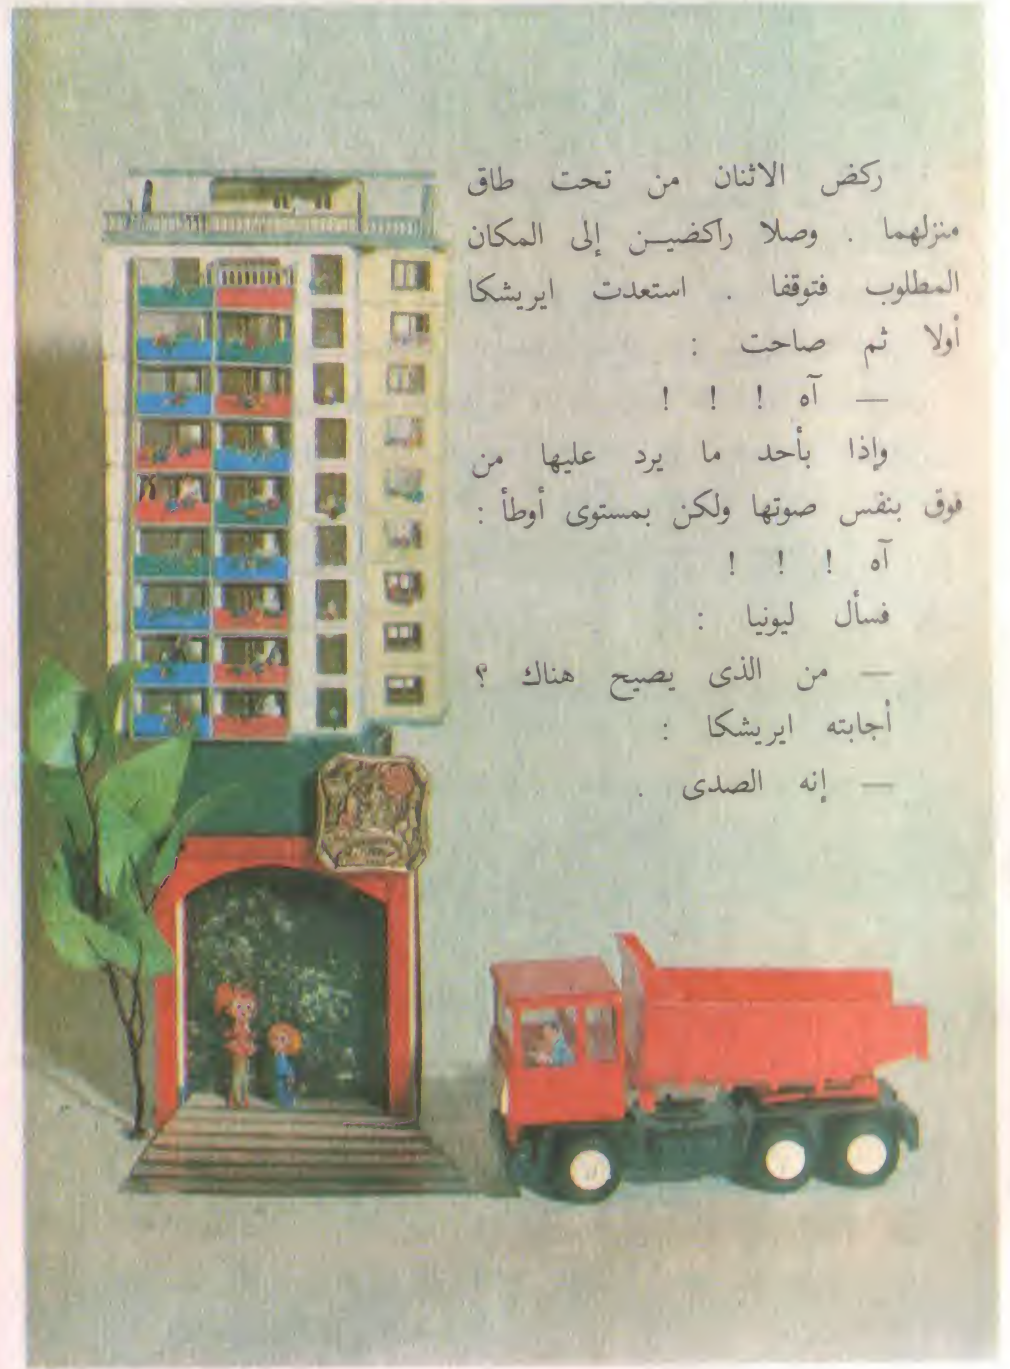 ركض الاثنان من تحت طاق
منزلهما . وصلا راكضيـن إلى المكان
المطلوب فتوقفا . استعدت ايريشكا
أولا ثم صاحت :
— آه ! ! !
وإذا بأحد ما يرد عليها من
فوق بنفس صوتها ولكن بمستوى أوطأ :
آه ! ! !
فسأل ليونيا :
— من الذى يصيح هناك ؟
أجابته ايريشكا :
— إنه الصدى .